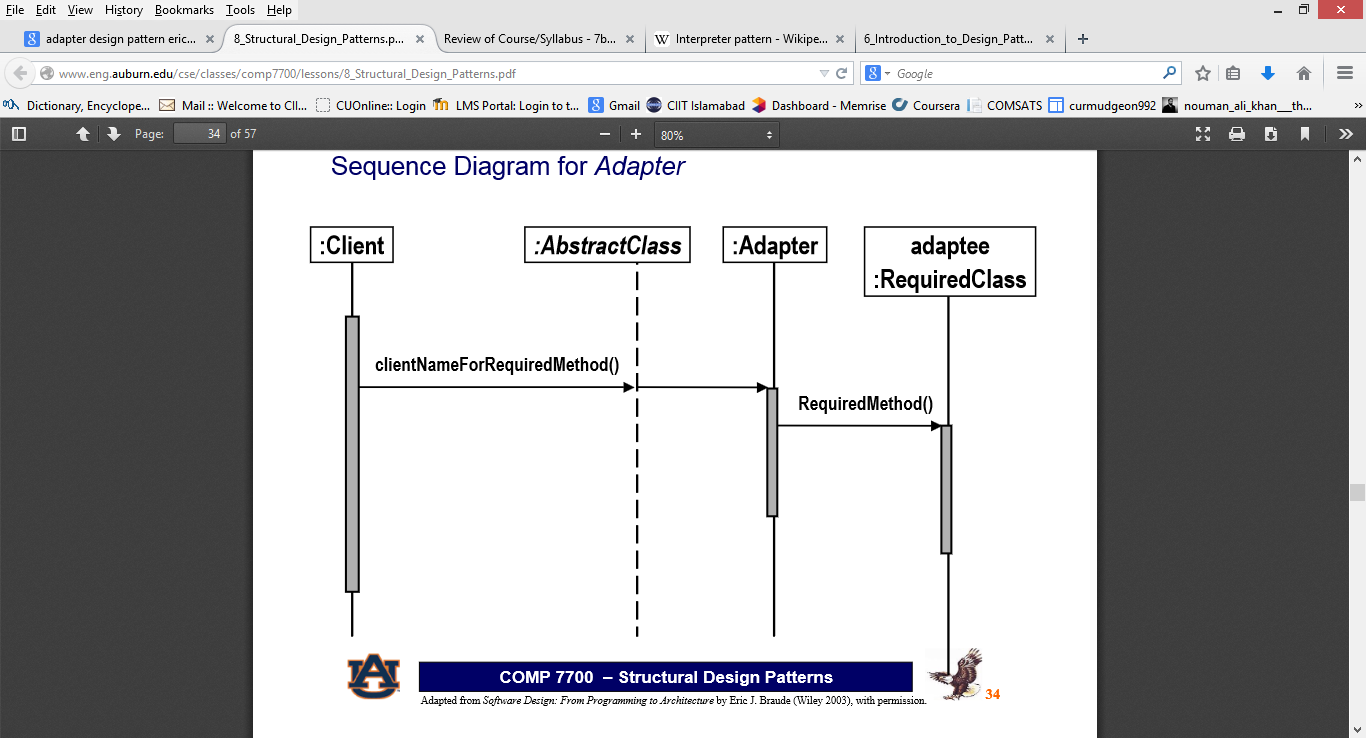 File Edit View History Bookmarks Tools Help
adapter design pattern eric... × 8_Structural_Design_Patterns.p... × Review of Course/Syllabus - 7b... × W Interpreter pattern - Wikipe... × 6_Introduction_to_Design_Patt... × +
www.eng.auburn.edu/cse/classes/comp7700/lessons/8_Structural_Design_Patterns.pdf Google
Dictionary, Encyclope... Mail :: Welcome to CII... CUOnline:: Login LMS Portal: Login to t... Gmail CIIT Islamabad Dashboard - Memrise Coursera COMSATS curmudgeon992 nouman_ali_khan___th... »
Page: 34 of 57 80%
Sequence Diagram for Adapter
:Client :AbstractClass :Adapter adaptee
:RequiredClass
clientNameForRequiredMethod()
RequiredMethod()
COMP 7700 – Structural Design Patterns
Adapted from Software Design: From Programming to Architecture by Eric J. Braude (Wiley 2003), with permission.
34